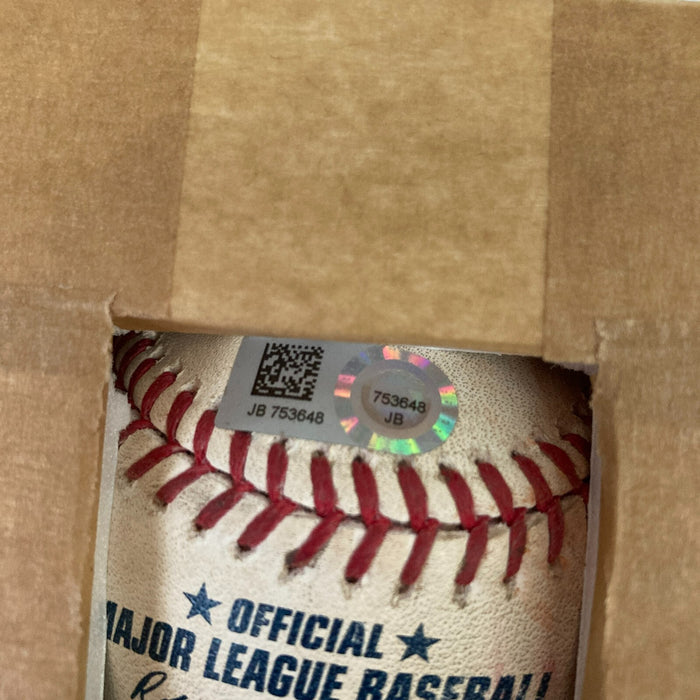 JB 753648
753648
JB
OFFICIAL
MAJOR LEAGUE BASEBALL